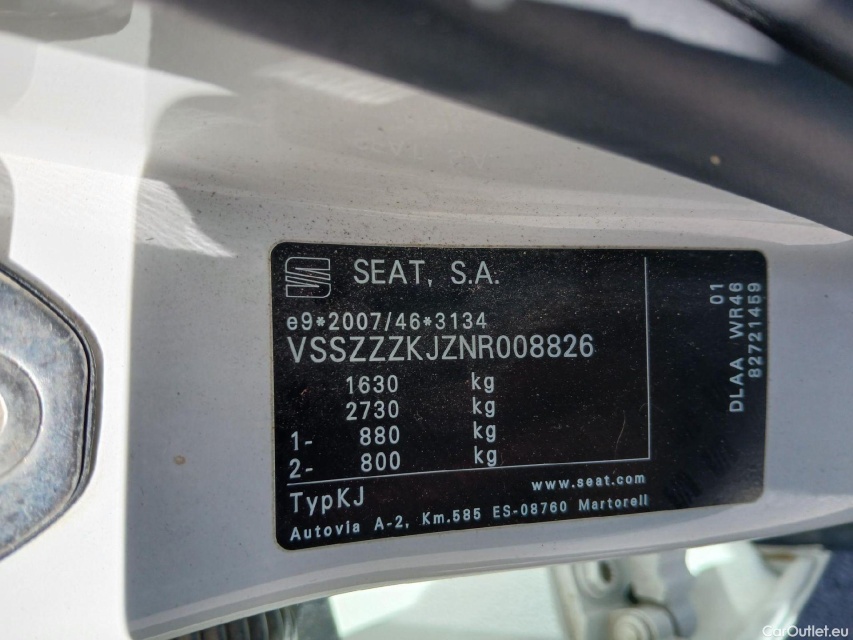 SEAT, S.A.
e9*2007/46*3134
VSSZZZKJZNR008826
1630 kg
2730 kg
1- 880 kg
2- 800 kg
TypKJ
www.seat.com
Autovia A-2, Km.585 ES-08760 Martorell
01
DLAA WR46
82721459
CarOutlet.eu